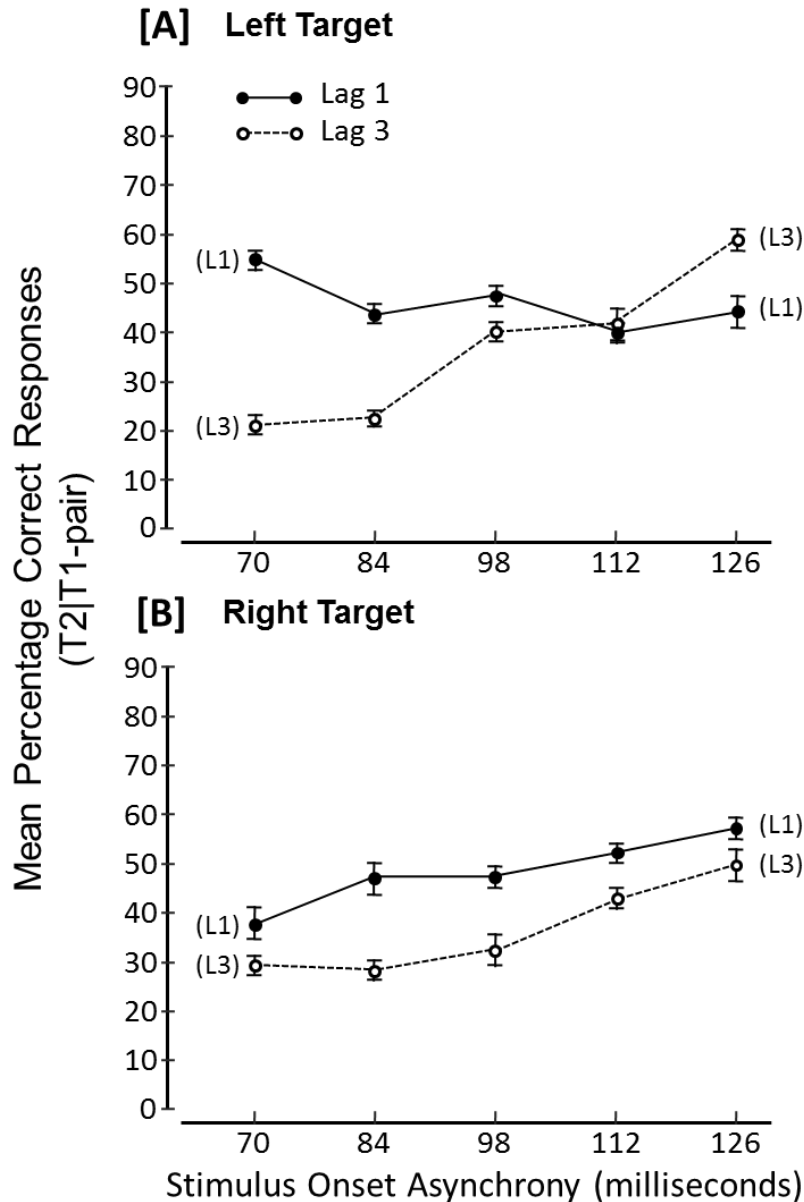 [A] Left Target
Lag 1
Lag 3
90
80
70
60
50
40
30
20
10
0
(L1)
(L3)
(L3)
(L1)
70 84 98 112 126
Mean Percentage Correct Responses
(T2|T1-pair)
[B] Right Target
90
80
70
60
50
40
30
20
10
0
(L1)
(L3)
(L1)
(L3)
70 84 98 112 126
Stimulus Onset Asynchrony (milliseconds)